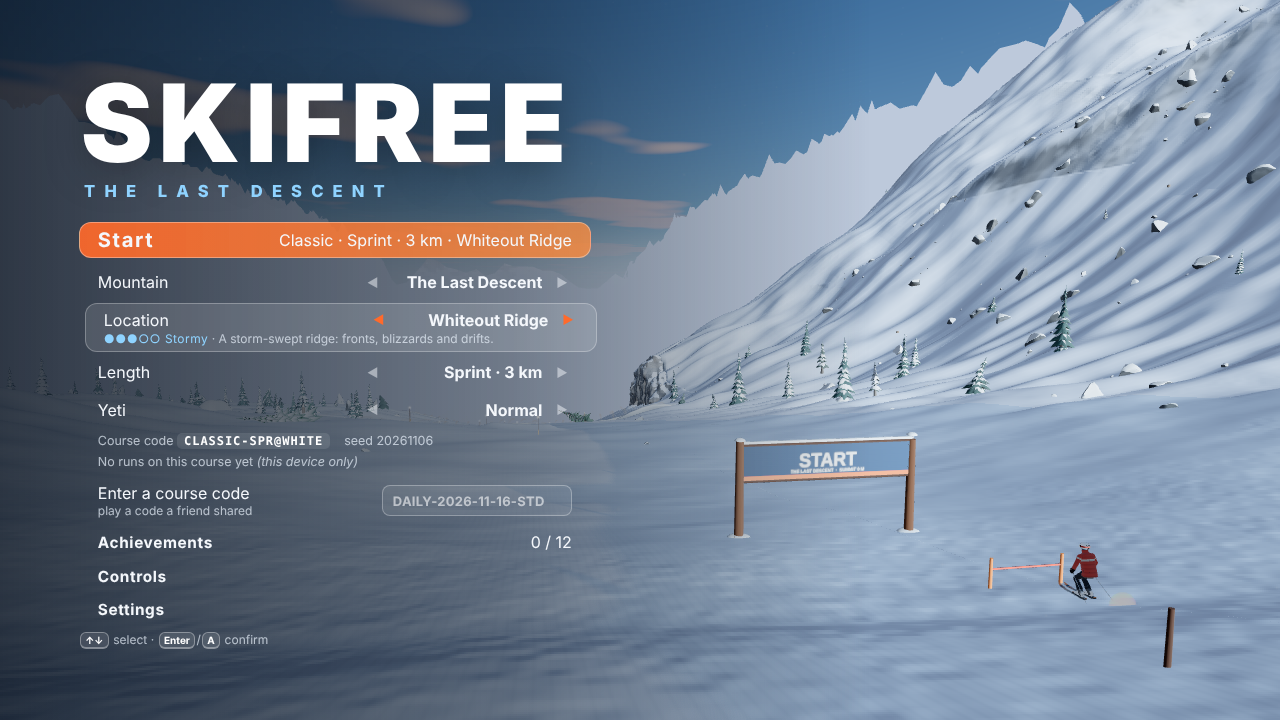 SKIFREE
THE LAST DESCENT
Start Classic · Sprint · 3 km · Whiteout Ridge
Mountain ◀ The Last Descent ▶
Location ◀ Whiteout Ridge ▶
●●●○○ Stormy · A storm-swept ridge: fronts, blizzards and drifts.
Length ◀ Sprint · 3 km ▶
Yeti ◀ Normal ▶
Course code CLASSIC-SPR@WHITE seed 20261106
No runs on this course yet (this device only)
Enter a course code DAILY-2026-11-16-STD
play a code a friend shared
Achievements 0 / 12
Controls
Settings
↑↓ select · Enter / A confirm
START
THE LAST DESCENT